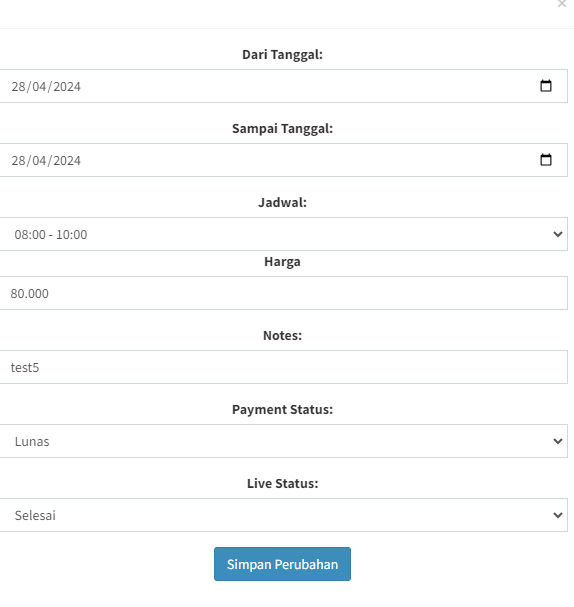 ×
Dari Tanggal:
28/04/2024
Sampai Tanggal:
28/04/2024
Jadwal:
08:00 - 10:00
Harga
80.000
Notes:
test5
Payment Status:
Lunas
Live Status:
Selesai
Simpan Perubahan